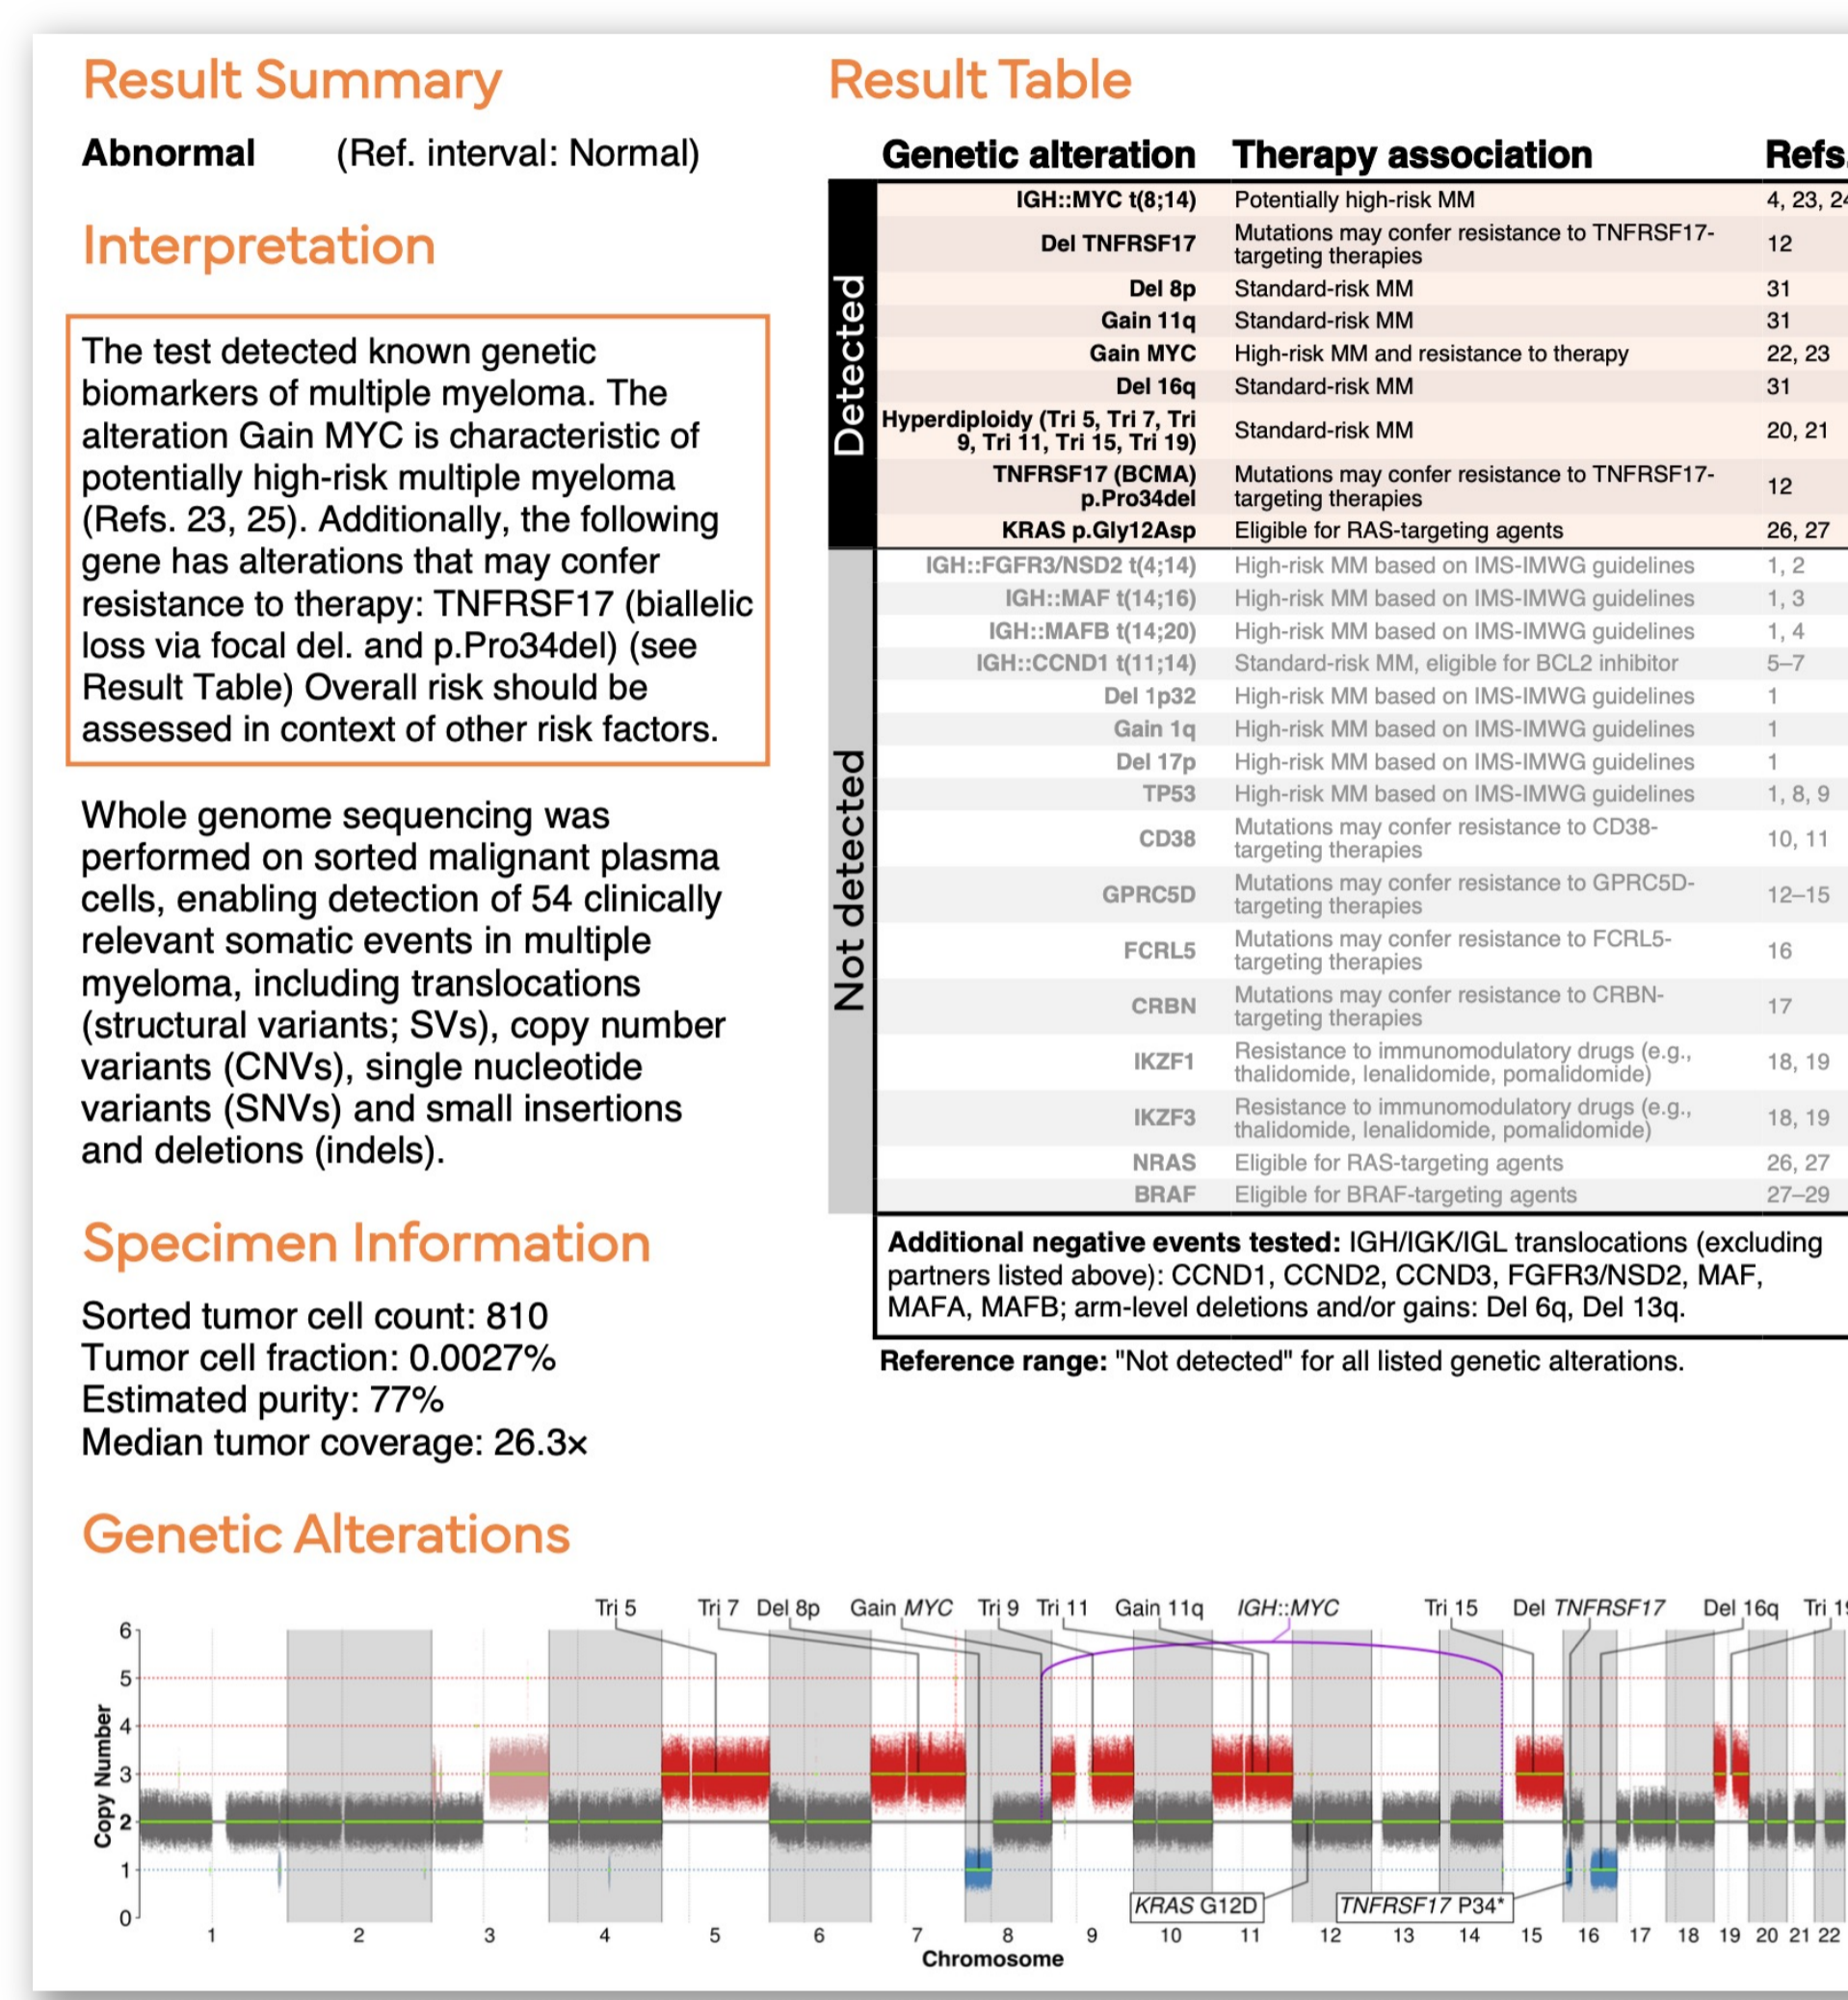 Result Summary
Abnormal (Ref. interval: Normal)
Interpretation
The test detected known genetic
biomarkers of multiple myeloma. The
alteration Gain MYC is characteristic of
potentially high-risk multiple myeloma
(Refs. 23, 25). Additionally, the following
gene has alterations that may confer
resistance to therapy: TNFRSF17 (biallelic
loss via focal del. and p.Pro34del) (see
Result Table) Overall risk should be
assessed in context of other risk factors.
Whole genome sequencing was
performed on sorted malignant plasma
cells, enabling detection of 54 clinically
relevant somatic events in multiple
myeloma, including translocations
(structural variants; SVs), copy number
variants (CNVs), single nucleotide
variants (SNVs) and small insertions
and deletions (indels).
Specimen Information
Sorted tumor cell count: 810
Tumor cell fraction: 0.0027%
Estimated purity: 77%
Median tumor coverage: 26.3×
Result Table
Genetic alteration Therapy association Refs.
Detected
IGH::MYC t(8;14) Potentially high-risk MM 4, 23, 24
Del TNFRSF17 Mutations may confer resistance to TNFRSF17-
targeting therapies 12
Del 8p Standard-risk MM 31
Gain 11q Standard-risk MM 31
Gain MYC High-risk MM and resistance to therapy 22, 23
Del 16q Standard-risk MM 31
Hyperdiploidy (Tri 5, Tri 7, Tri
9, Tri 11, Tri 15, Tri 19) Standard-risk MM 20, 21
TNFRSF17 (BCMA) Mutations may confer resistance to TNFRSF17-
p.Pro34del targeting therapies 12
KRAS p.Gly12Asp Eligible for RAS-targeting agents 26, 27
Not detected
IGH::FGFR3/NSD2 t(4;14) High-risk MM based on IMS-IMWG guidelines 1, 2
IGH::MAF t(14;16) High-risk MM based on IMS-IMWG guidelines 1, 3
IGH::MAFB t(14;20) High-risk MM based on IMS-IMWG guidelines 1, 4
IGH::CCND1 t(11;14) Standard-risk MM, eligible for BCL2 inhibitor 5–7
Del 1p32 High-risk MM based on IMS-IMWG guidelines 1
Gain 1q High-risk MM based on IMS-IMWG guidelines 1
Del 17p High-risk MM based on IMS-IMWG guidelines 1
TP53 High-risk MM based on IMS-IMWG guidelines 1, 8, 9
CD38 Mutations may confer resistance to CD38-
targeting therapies 10, 11
GPRC5D Mutations may confer resistance to GPRC5D-
targeting therapies 12–15
FCRL5 Mutations may confer resistance to FCRL5-
targeting therapies 16
CRBN Mutations may confer resistance to CRBN-
targeting therapies 17
IKZF1 Resistance to immunomodulatory drugs (e.g.,
thalidomide, lenalidomide, pomalidomide) 18, 19
IKZF3 Resistance to immunomodulatory drugs (e.g.,
thalidomide, lenalidomide, pomalidomide) 18, 19
NRAS Eligible for RAS-targeting agents 26, 27
BRAF Eligible for BRAF-targeting agents 27–29
Additional negative events tested: IGH/IGK/IGL translocations (excluding
partners listed above): CCND1, CCND2, CCND3, FGFR3/NSD2, MAF,
MAFA, MAFB; arm-level deletions and/or gains: Del 6q, Del 13q.
Reference range: "Not detected" for all listed genetic alterations.
Genetic Alterations
Tri 5 Tri 7 Del 8p Gain MYC Tri 9 Tri 11 Gain 11q IGH::MYC Tri 15 Del TNFRSF17 Del 16q Tri 19
Copy Number
6
5
4
3
2
1
0
KRAS G12D TNFRSF17 P34*
1 2 3 4 5 6 7 8 9 10 11 12 13 14 15 16 17 18 19 20 21 22
Chromosome